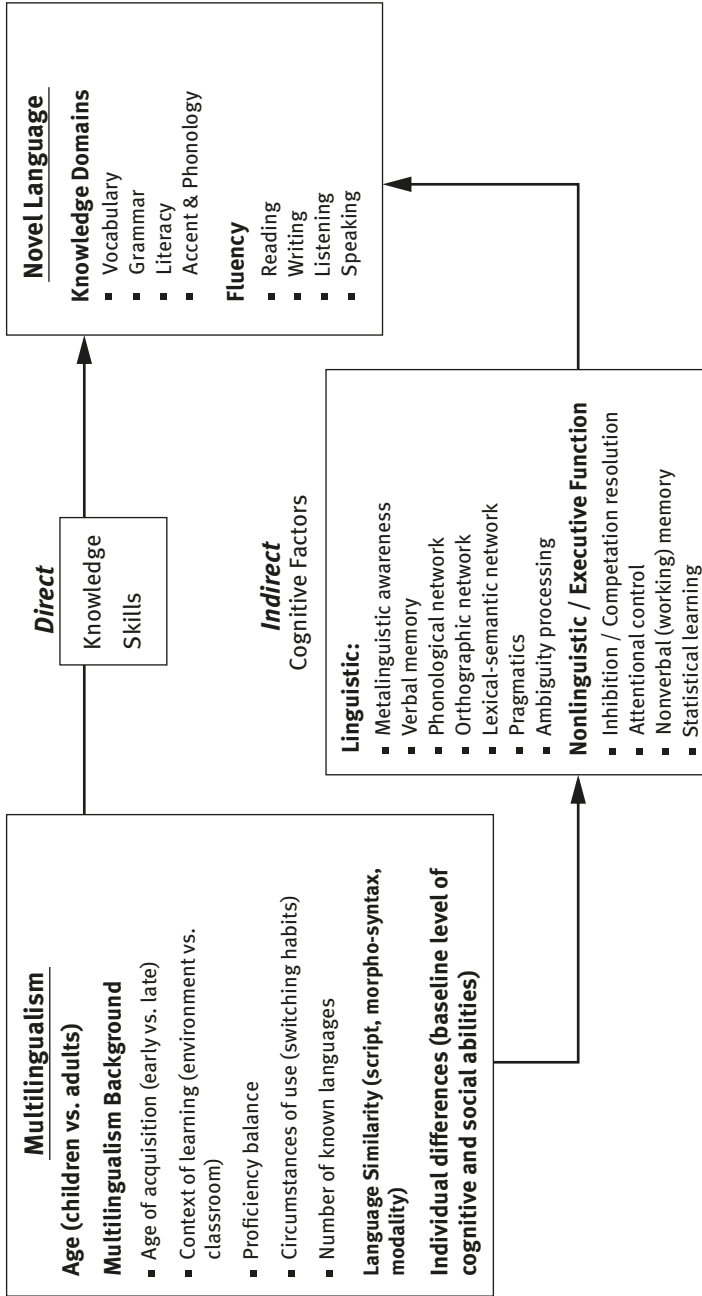 Multilingualism
Age (children vs. adults)
Multilingualism Background
▪ Age of acquisition (early vs. late)
▪ Context of learning (environment vs.
classroom)
▪ Proficiency balance
▪ Circumstances of use (switching habits)
▪ Number of known languages
Language Similarity (script, morpho-syntax,
modality)
Individual differences (baseline level of
cognitive and social abilities)
Direct
Knowledge
Skills
Indirect
Cognitive Factors
Linguistic:
▪ Metalinguistic awareness
▪ Verbal memory
▪ Phonological network
▪ Orthographic network
▪ Lexical-semantic network
▪ Pragmatics
▪ Ambiguity processing
Nonlinguistic / Executive Function
▪ Inhibition / Competation resolution
▪ Attentional control
▪ Nonverbal (working) memory
▪ Statistical learning
Novel Language
Knowledge Domains
▪ Vocabulary
▪ Grammar
▪ Literacy
▪ Accent & Phonology
Fluency
▪ Reading
▪ Writing
▪ Listening
▪ Speaking